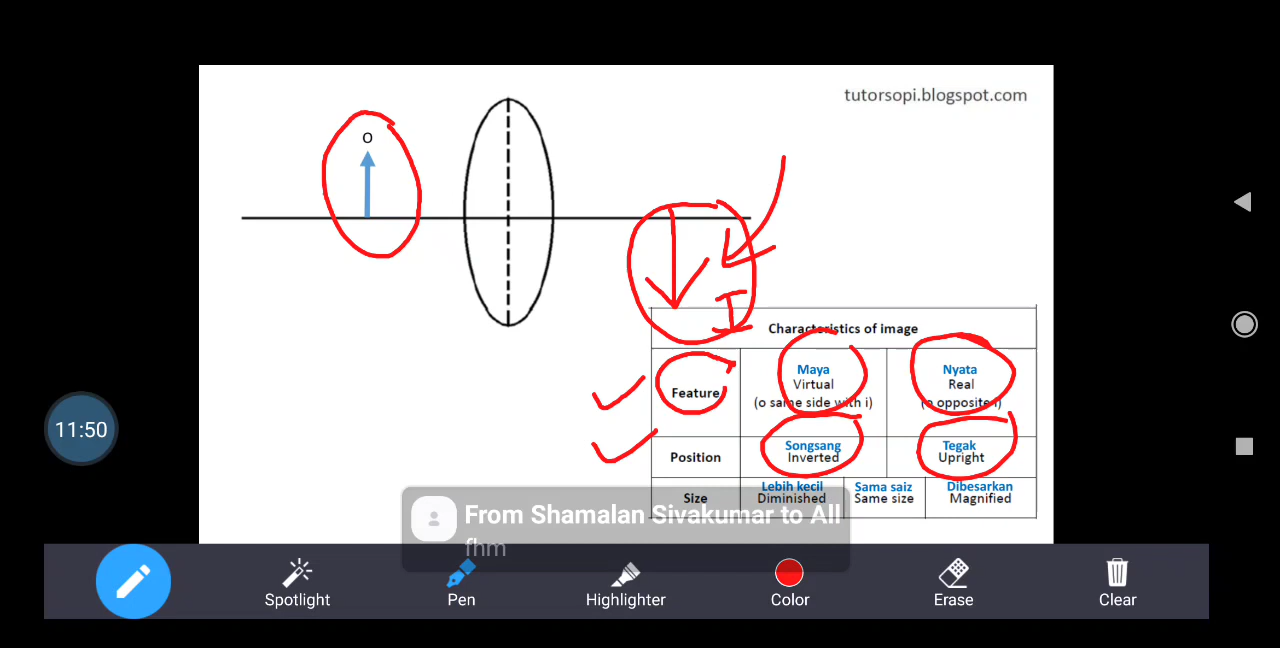 tutorsopi.blogspot.com
O
I
Characteristics of image
Feature
Maya
Virtual
(o same side with i)
Nyata
Real
(o opposite i)
Position
Songsang
Inverted
Tegak
Upright
Size
Lebih kecil
Diminished
Sama saiz
Same size
Dibesarkan
Magnified
11:50
From Shamalan Sivakumar to All
fhm
Spotlight
Pen
Highlighter
Color
Erase
Clear